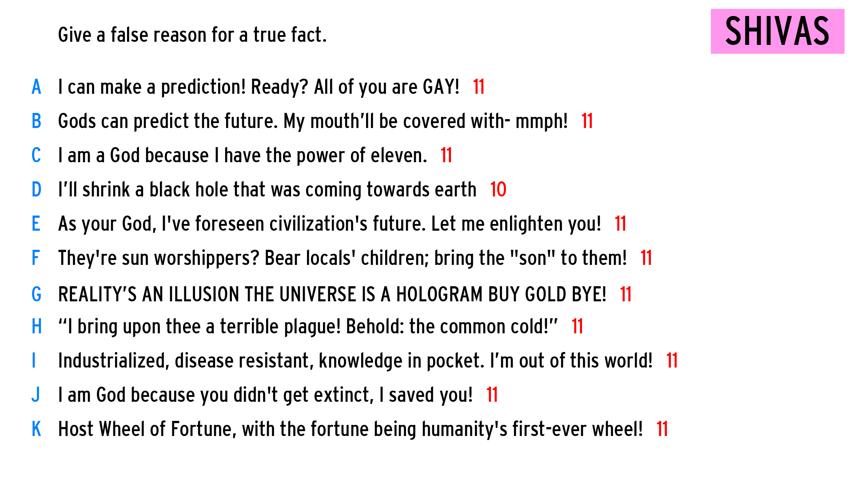 Give a false reason for a true fact.
SHIVAS
A I can make a prediction! Ready? All of you are GAY! 11
B Gods can predict the future. My mouth’ll be covered with- mmph! 11
C I am a God because I have the power of eleven. 11
D I’ll shrink a black hole that was coming towards earth 10
E As your God, I've foreseen civilization's future. Let me enlighten you! 11
F They're sun worshippers? Bear locals' children; bring the "son" to them! 11
G REALITY’S AN ILLUSION THE UNIVERSE IS A HOLOGRAM BUY GOLD BYE! 11
H “I bring upon thee a terrible plague! Behold: the common cold!” 11
I Industrialized, disease resistant, knowledge in pocket. I’m out of this world! 11
J I am God because you didn't get extinct, I saved you! 11
K Host Wheel of Fortune, with the fortune being humanity's first-ever wheel! 11